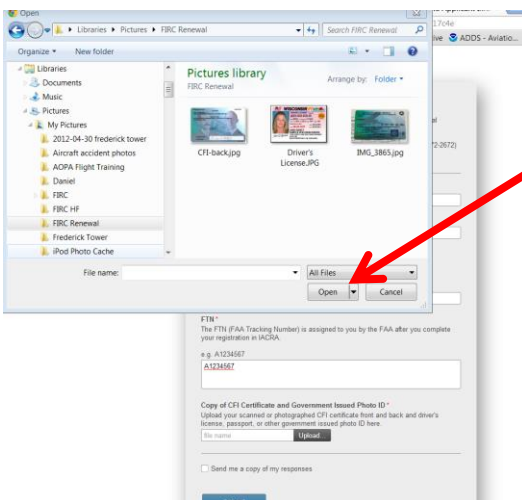 Open
Libraries ▸ Pictures ▸ FIRC Renewal
Search FIRC Renewal
17c4e
ive ADDS - Aviatio...
Organize
New folder
Libraries
Documents
Music
Pictures
My Pictures
2012-04-30 frederick tower
Aircraft accident photos
AOPA Flight Training
Daniel
FIRC
FIRC HF
FIRC Renewal
Frederick Tower
iPod Photo Cache
Pictures library
FIRC Renewal
Arrange by: Folder
CFI-back.jpg
Driver's License.JPG
IMG_3865.jpg
72-2672)
File name:
All Files
Open
Cancel
FTN*
The FTN (FAA Tracking Number) is assigned to you by the FAA after you complete
your registration in IACRA.
e.g. A1234567
A1234567
Copy of CFI Certificate and Government Issued Photo ID*
Upload your scanned or photographed CFI certificate front and back and driver's
license, passport, or other government issued photo ID here.
file name
Upload...
Send me a copy of my responses